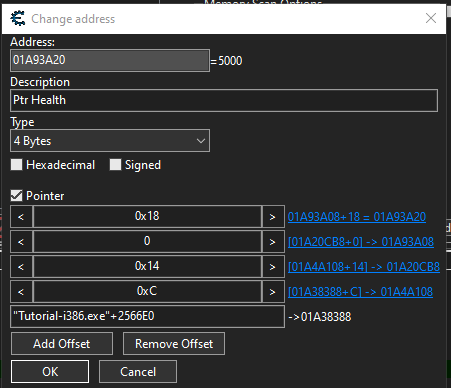 Memory Scan Options
Change address
Address:
01A93A20 =5000
Description
Ptr Health
Type
4 Bytes
Hexadecimal Signed
Pointer
< 0x18 > 01A93A08+18 = 01A93A20
< 0 > [01A20CB8+0] -> 01A93A08
< 0x14 > [01A4A108+14] -> 01A20CB8
< 0xC > [01A38388+C] -> 01A4A108
"Tutorial-i386.exe"+2566E0 ->01A38388
Add Offset Remove Offset
OK Cancel